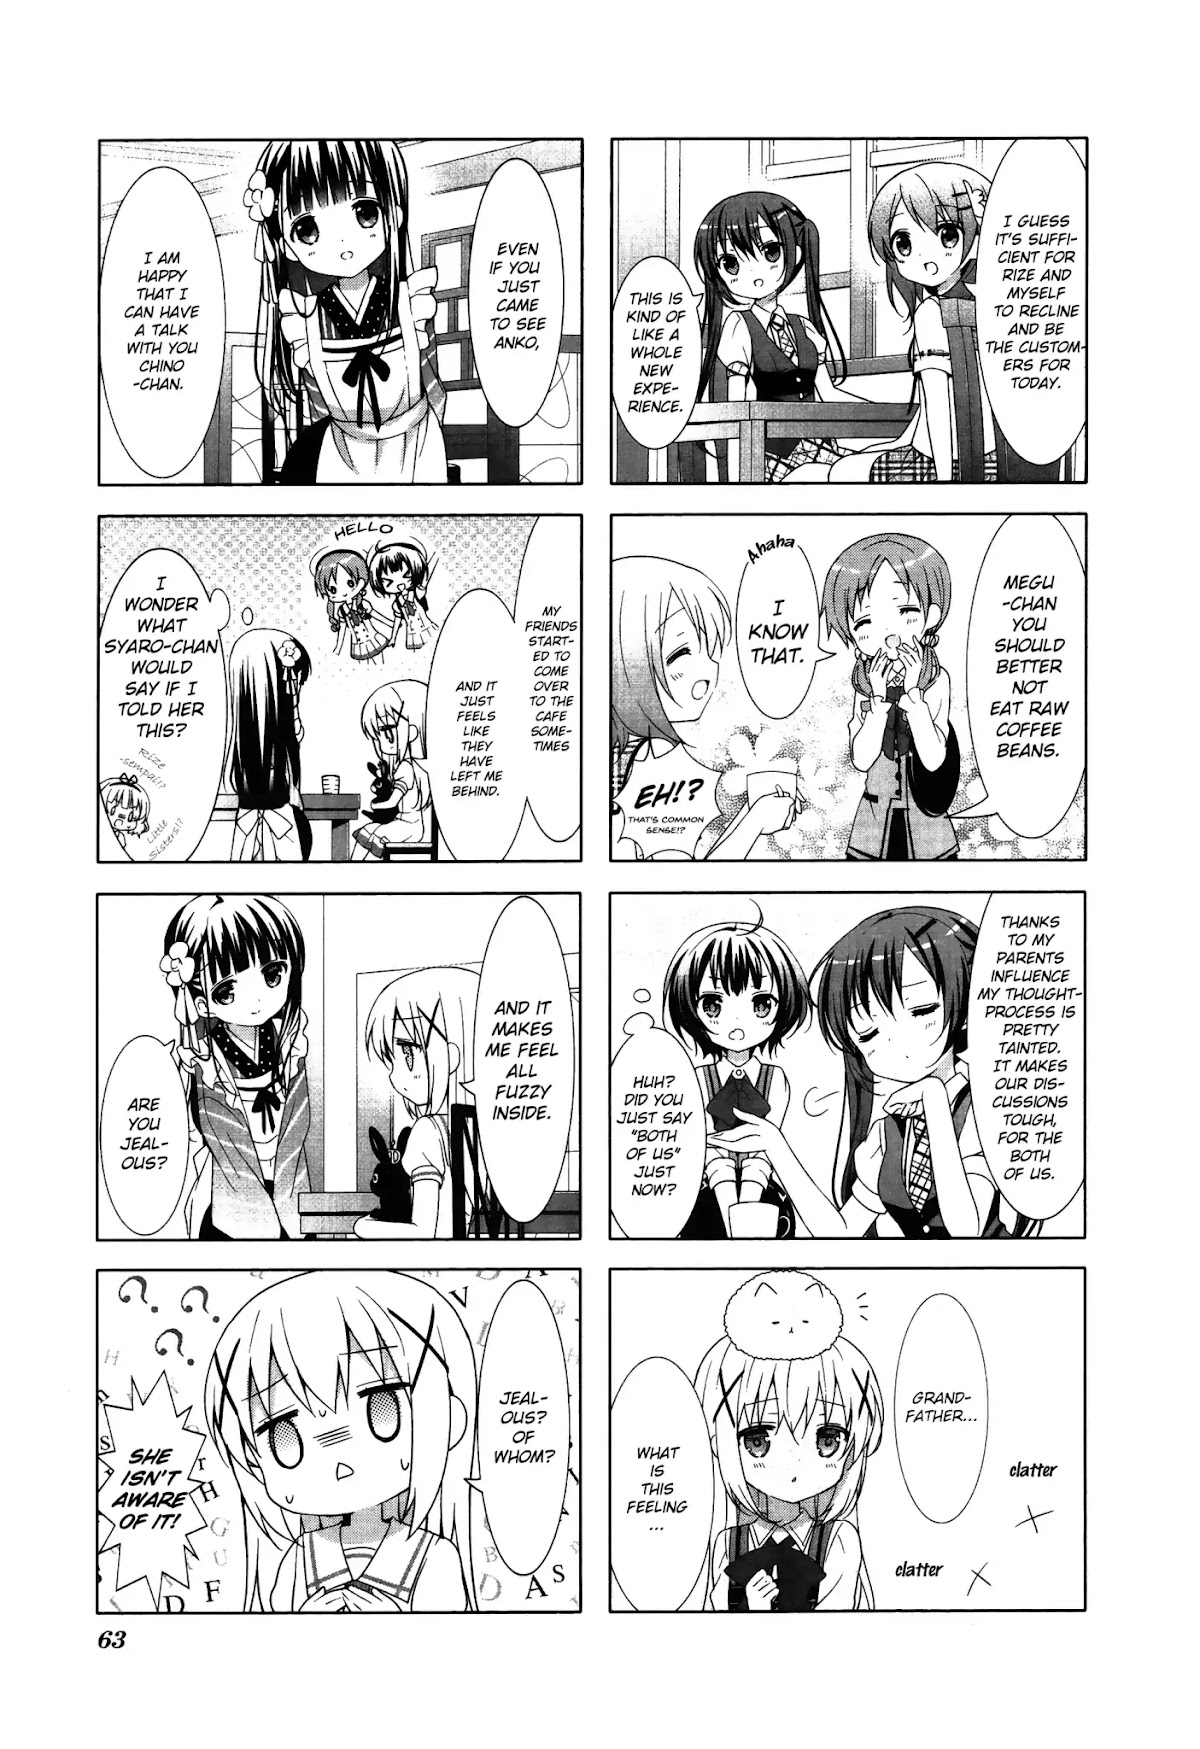 I GUESS
IT'S SUFFI-
CIENT FOR
RIZE AND
MYSELF
TO RECLINE
AND BE
THE CUSTOM-
ERS FOR
TODAY.
THIS IS
KIND OF
LIKE A
WHOLE
NEW
EXPE-
RIENCE.
MEGU
-CHAN
YOU
SHOULD
BETTER
NOT
EAT RAW
COFFEE
BEANS.
Ahaha
I
KNOW
THAT.
EH!?
THAT'S COMMON
SENSE!?
THANKS
TO MY
PARENTS
INFLUENCE
MY THOUGHT-
PROCESS IS
PRETTY
TAINTED.
IT MAKES
OUR DIS-
CUSSIONS
TOUGH,
FOR THE
BOTH
OF US.
HUH?
DID YOU
JUST SAY
"BOTH
OF US"
JUST
NOW?
GRAND-
FATHER...
clatter
clatter
WHAT
IS
THIS
FEELING
...
EVEN
IF YOU
JUST
CAME
TO SEE
ANKO,
I AM
HAPPY
THAT I
CAN HAVE
A TALK
WITH YOU
CHINO
-CHAN.
HELLO
MY
FRIENDS
START-
ED TO
COME
OVER
TO THE
CAFE
SOME-
TIMES
AND IT
JUST
FEELS
LIKE
THEY
HAVE
LEFT ME
BEHIND.
I
WONDER
WHAT
SYARO-CHAN
WOULD
SAY IF I
TOLD HER
THIS?
Rize
-sempai!?
Little
Sisters!?
AND IT
MAKES
ME FEEL
ALL
FUZZY
INSIDE.
ARE
YOU
JEAL-
OUS?
JEAL-
OUS?
OF
WHOM?
SHE
ISN'T
AWARE
OF IT!
63